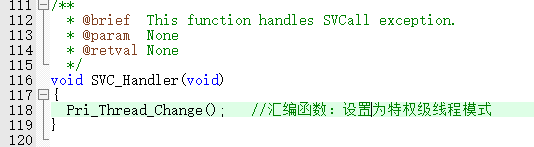 111 /**
112   * @brief  This function handles SVCall exception.
113   * @param  None
114   * @retval None
115   */
116 void SVC_Handler(void)
117 {
118   Pri_Thread_Change();    //汇编函数：设置为特权级线程模式
119 }
120